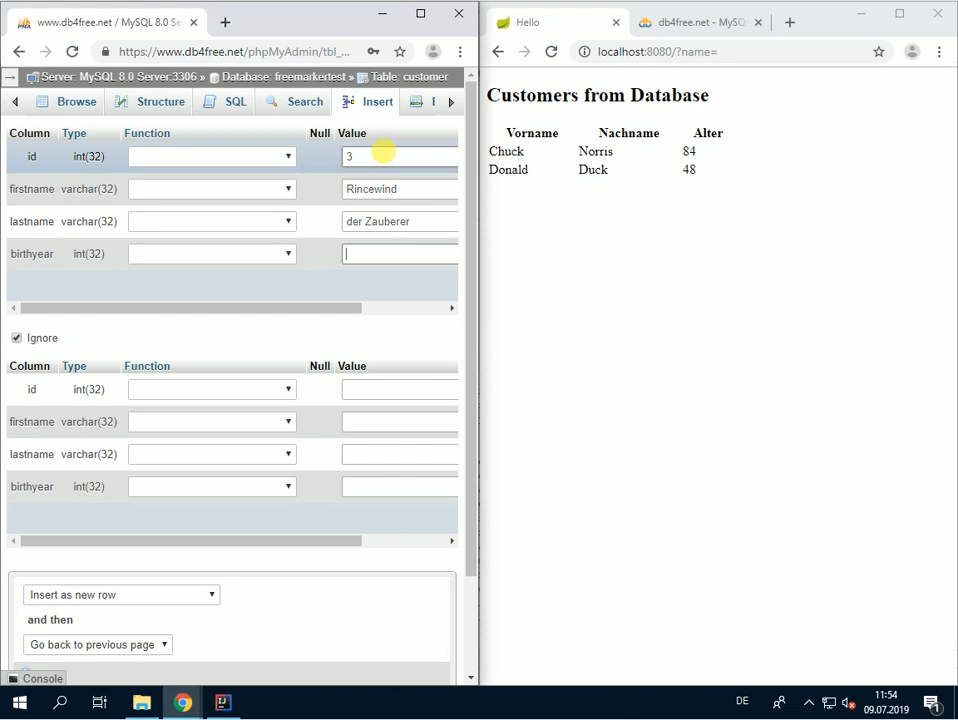 www.db4free.net / MySQL 8.0 Serv
https://www.db4free.net/phpMyAdmin/tbl_...
Server: MySQL 8.0 Server:3306 » Database: freemarkertest » Table: customer
Browse Structure SQL Search Insert
Column Type Function Null Value
id int(32) 3
firstname varchar(32) Rincewind
lastname varchar(32) der Zauberer
birthyear int(32)
Ignore
Column Type Function Null Value
id int(32)
firstname varchar(32)
lastname varchar(32)
birthyear int(32)
Insert as new row
and then
Go back to previous page
Console
Hello
db4free.net - MySQ
localhost:8080/?name=
Customers from Database
Vorname Nachname Alter
Chuck Norris 84
Donald Duck 48
DE
11:54
09.07.2019
1